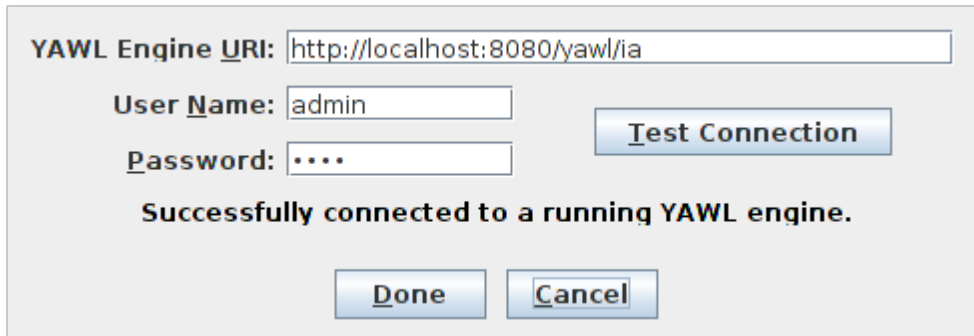 YAWL Engine URI: http://localhost:8080/yawl/ia
User Name: admin
Test Connection
Password: ••••
Successfully connected to a running YAWL engine.
Done Cancel